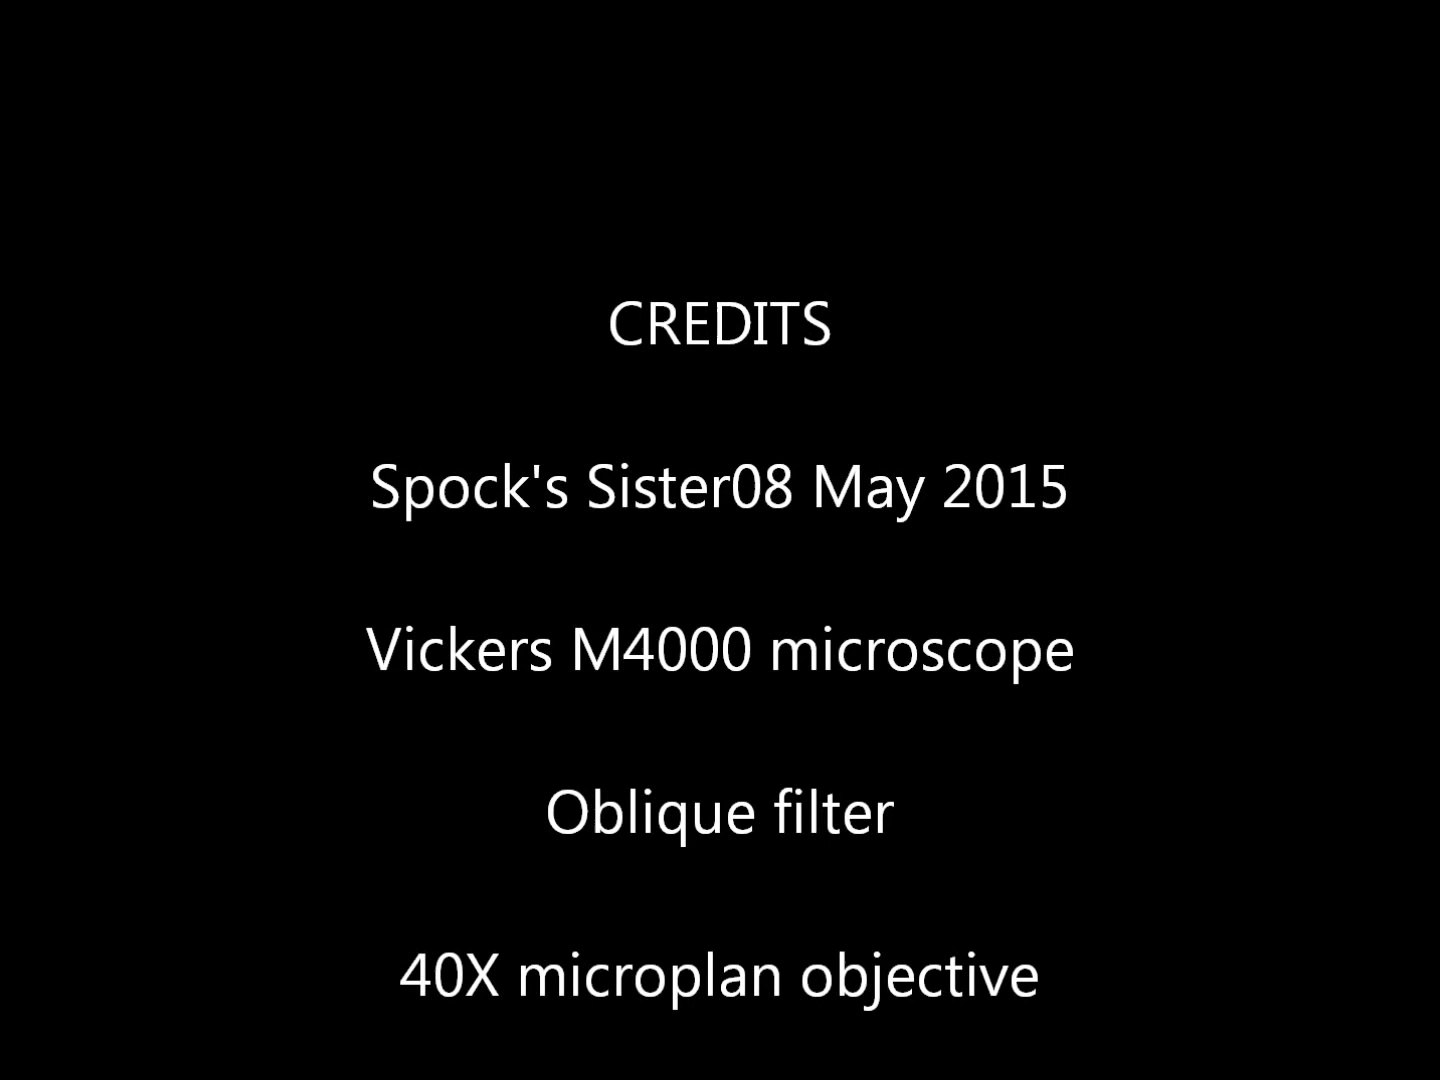 CREDITS
Spock's Sister08 May 2015
Vickers M4000 microscope
Oblique filter
40X microplan objective